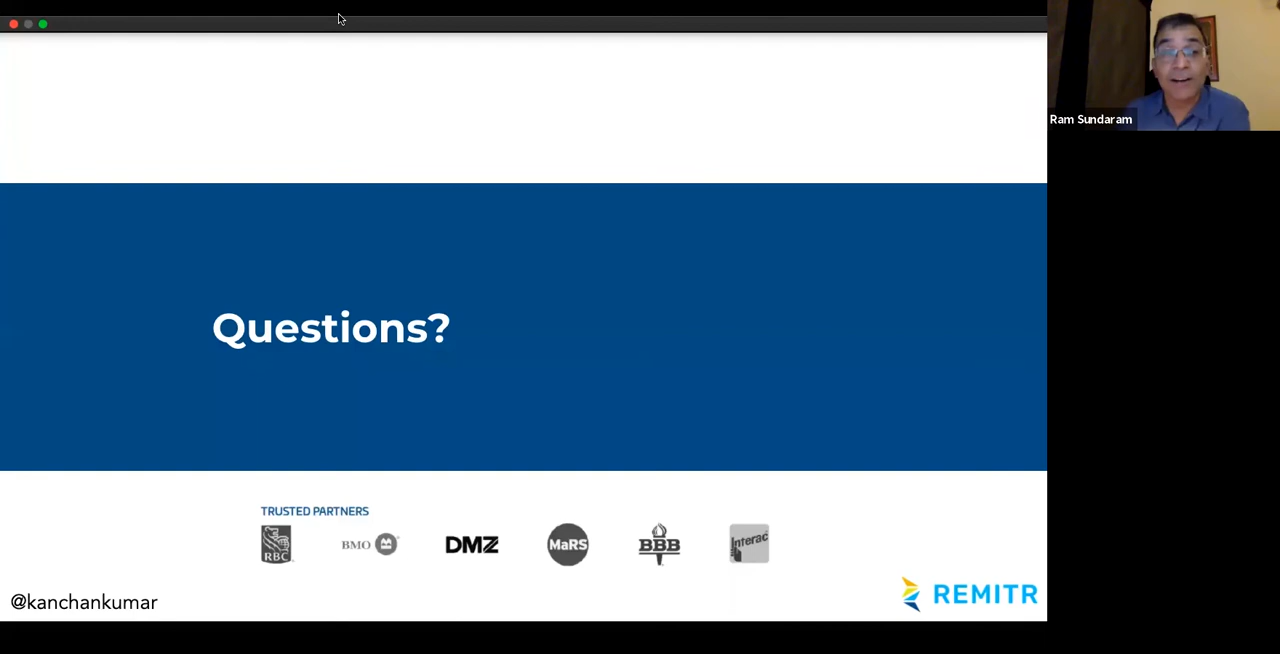 Ram Sundaram
Questions?
TRUSTED PARTNERS
RBC
BMO
DMZ
MaRS
BBB
Interac
@kanchankumar
REMITR